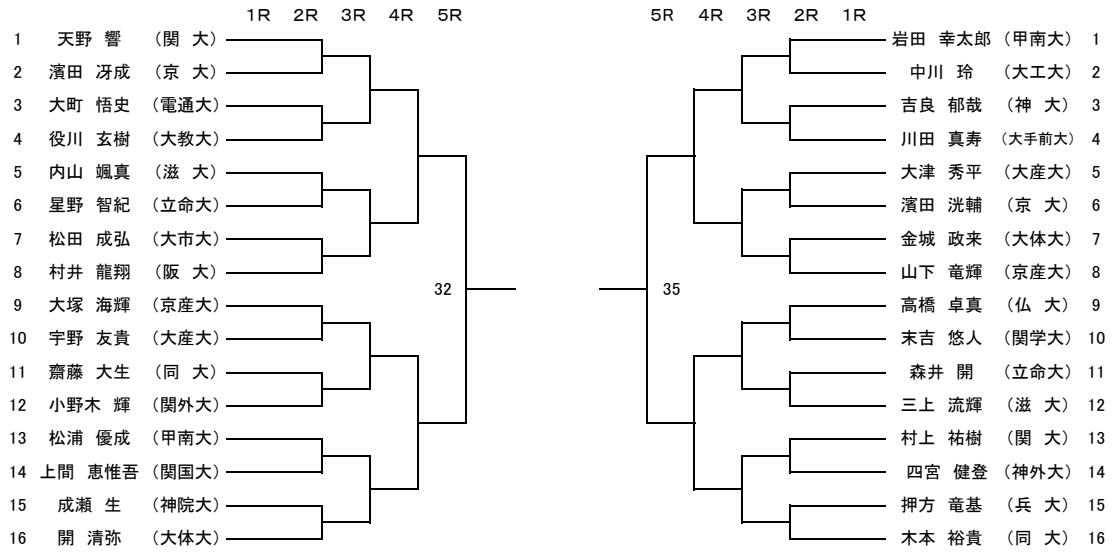 1R 2R 3R 4R 5R
1 天野 響 （関 大）
2 濱田 冴成 （京 大）
3 大町 悟史 （電通大）
4 役川 玄樹 （大教大）
5 内山 颯真 （滋 大）
6 星野 智紀 （立命大）
7 松田 成弘 （大市大）
8 村井 龍翔 （阪 大）
32
9 大塚 海輝 （京産大）
10 宇野 友貴 （大産大）
11 齋藤 大生 （同 大）
12 小野木 輝 （関外大）
13 松浦 優成 （甲南大）
14 上間 恵惟吾 （関国大）
15 成瀬 生 （神院大）
16 開 清弥 （大体大）
5R 4R 3R 2R 1R
岩田 幸太郎 （甲南大） 1
中川 玲 （大工大） 2
吉良 郁哉 （神 大） 3
川田 真寿 （大手前大） 4
大津 秀平 （大産大） 5
濱田 洸輔 （京 大） 6
金城 政来 （大体大） 7
山下 竜輝 （京産大） 8
35
高橋 卓真 （仏 大） 9
末吉 悠人 （関学大） 10
森井 開 （立命大） 11
三上 流輝 （滋 大） 12
村上 祐樹 （関 大） 13
四宮 健登 （神外大） 14
押方 竜基 （兵 大） 15
木本 裕貴 （同 大） 16